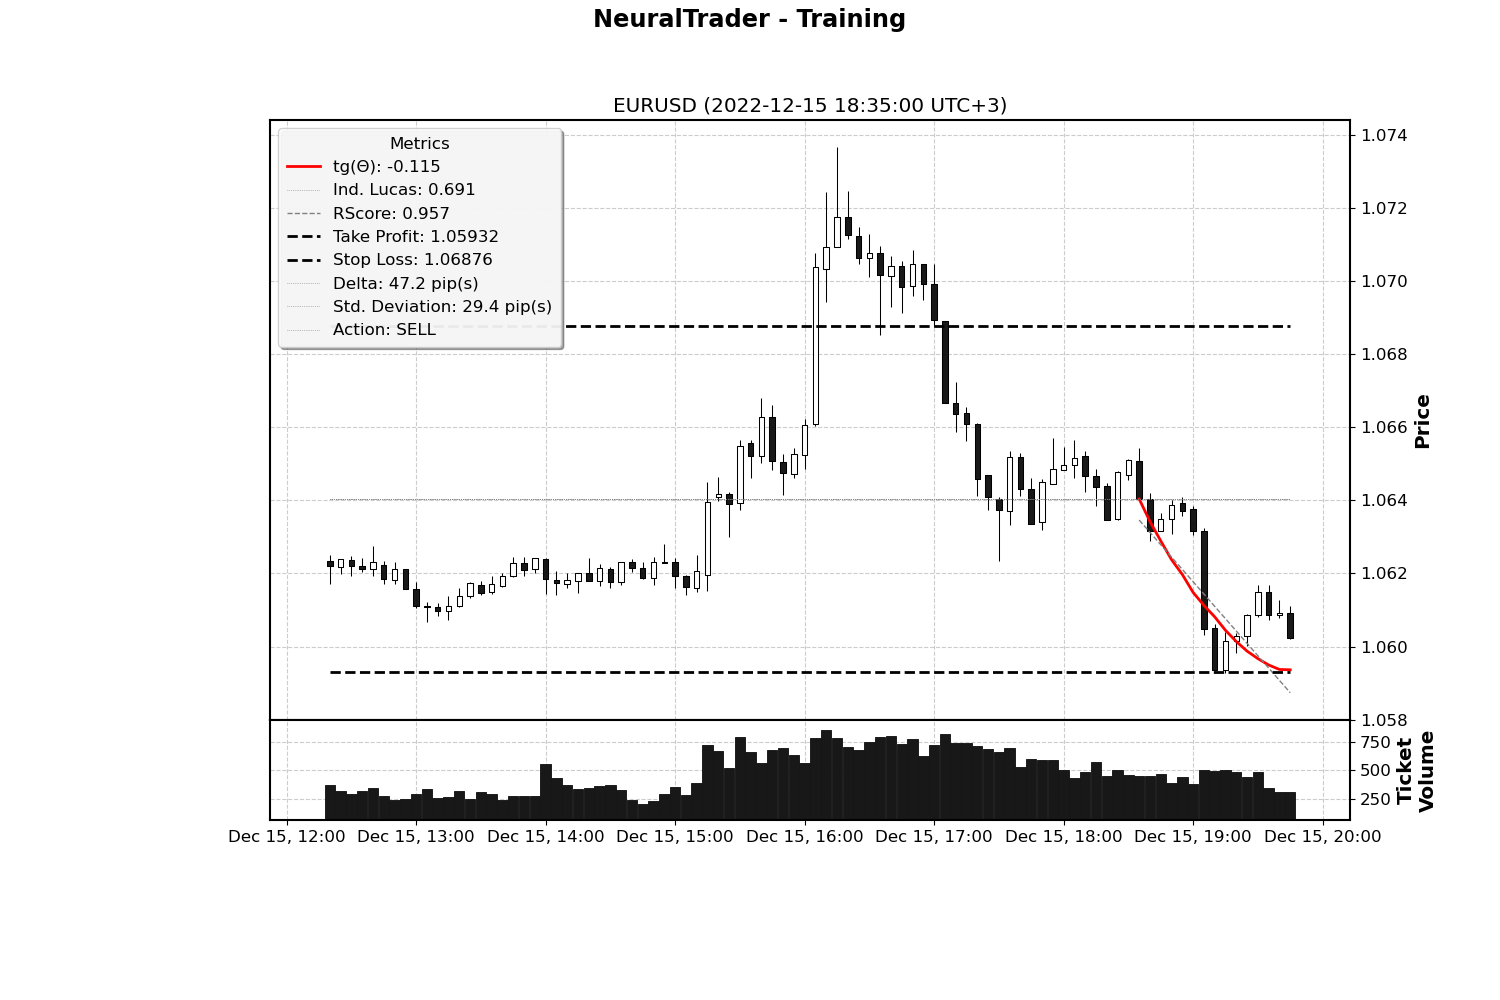 NeuralTrader - Training
EURUSD (2022-12-15 18:35:00 UTC+3)
Metrics
tg(Θ): -0.115
Ind. Lucas: 0.691
RScore: 0.957
Take Profit: 1.05932
Stop Loss: 1.06876
Delta: 47.2 pip(s)
Std. Deviation: 29.4 pip(s)
Action: SELL
1.074
1.072
1.070
1.068
1.066
1.064
1.062
1.060
1.058
Price
750
500
250
Ticket
Volume
Dec 15, 12:00
Dec 15, 13:00
Dec 15, 14:00
Dec 15, 15:00
Dec 15, 16:00
Dec 15, 17:00
Dec 15, 18:00
Dec 15, 19:00
Dec 15, 20:00